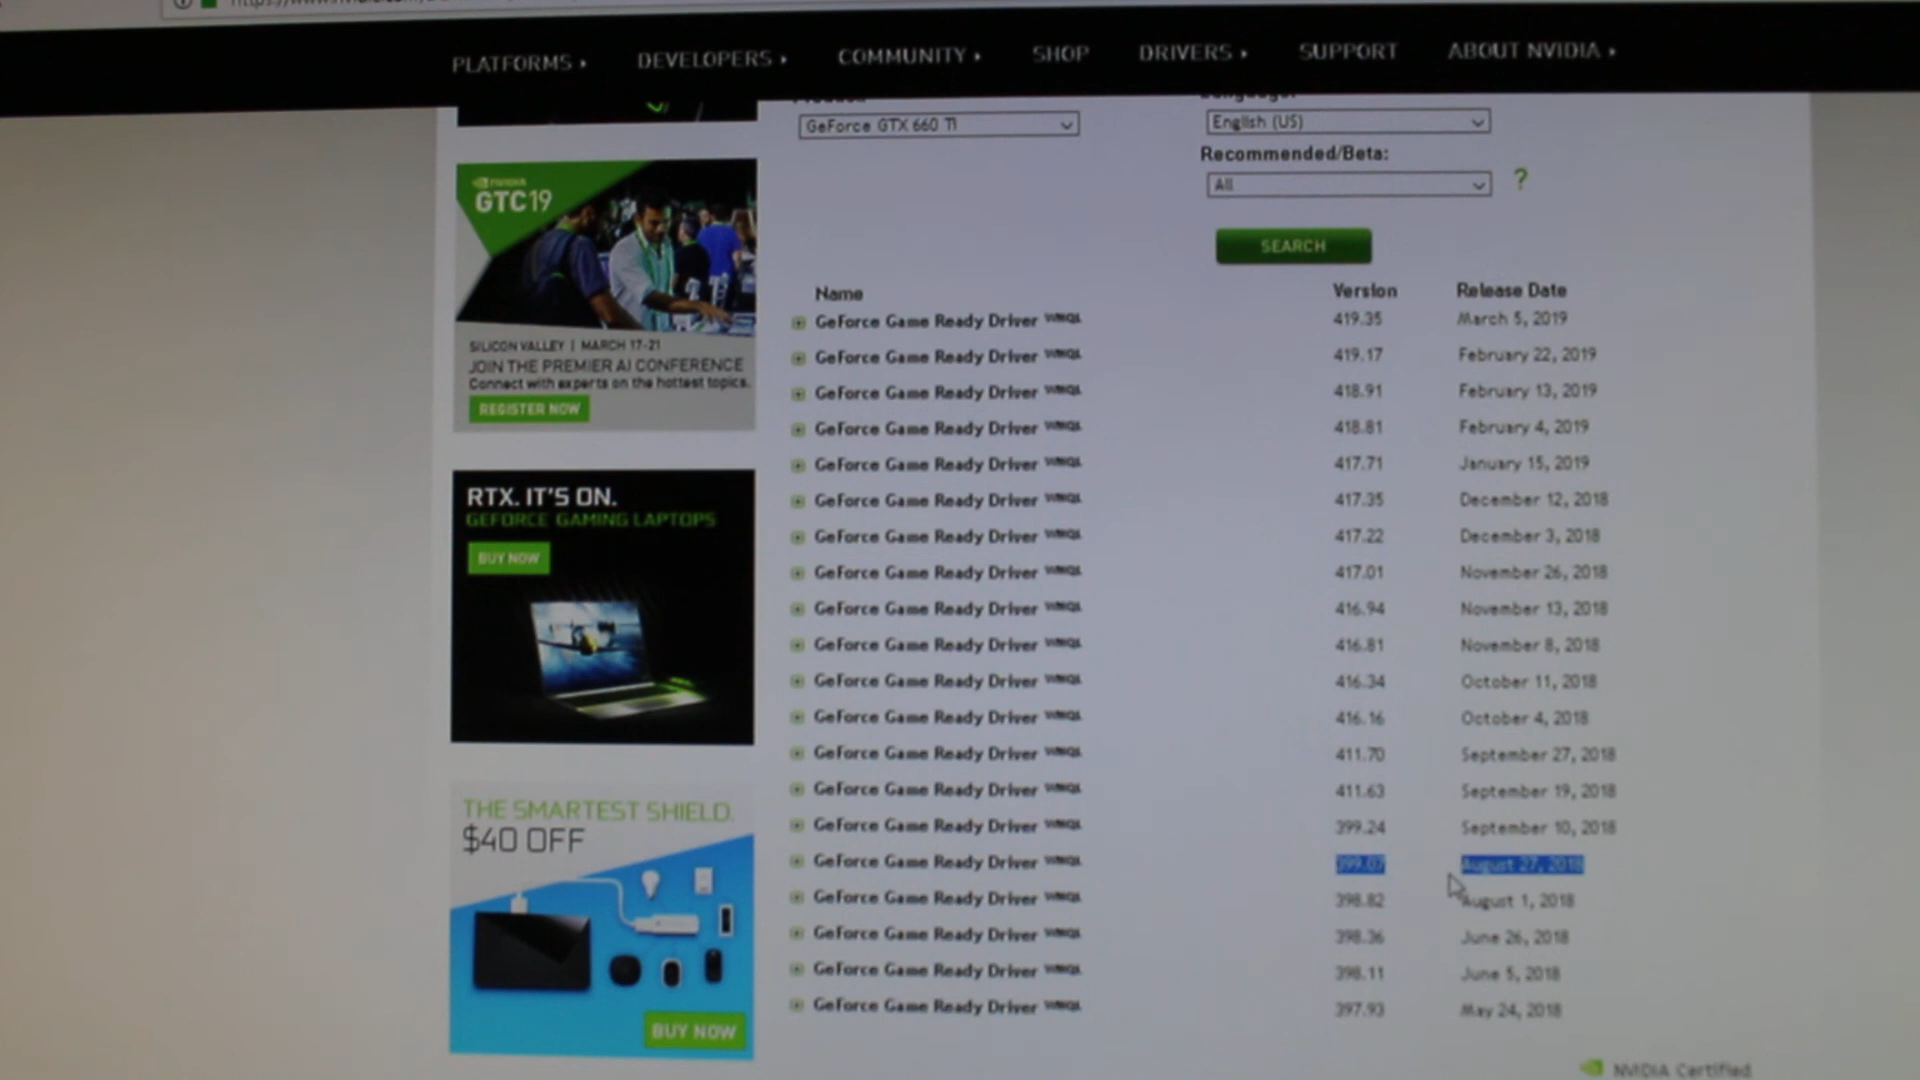 PLATFORMS DEVELOPERS COMMUNITY SHOP DRIVERS SUPPORT ABOUT NVIDIA
GeForce GTX 660 Ti
English (US)
Recommended/Beta:
All
?
SEARCH
NVIDIA
GTC19
SILICON VALLEY | MARCH 17-21
JOIN THE PREMIER AI CONFERENCE
Connect with experts on the hottest topics.
REGISTER NOW
RTX. IT'S ON.
GEFORCE GAMING LAPTOPS
BUY NOW
THE SMARTEST SHIELD.
$40 OFF
BUY NOW
Name Version Release Date
GeForce Game Ready Driver WHQL 419.35 March 5, 2019
GeForce Game Ready Driver WHQL 419.17 February 22, 2019
GeForce Game Ready Driver WHQL 418.91 February 13, 2019
GeForce Game Ready Driver WHQL 418.81 February 4, 2019
GeForce Game Ready Driver WHQL 417.71 January 15, 2019
GeForce Game Ready Driver WHQL 417.35 December 12, 2018
GeForce Game Ready Driver WHQL 417.22 December 3, 2018
GeForce Game Ready Driver WHQL 417.01 November 26, 2018
GeForce Game Ready Driver WHQL 416.94 November 13, 2018
GeForce Game Ready Driver WHQL 416.81 November 8, 2018
GeForce Game Ready Driver WHQL 416.34 October 11, 2018
GeForce Game Ready Driver WHQL 416.16 October 4, 2018
GeForce Game Ready Driver WHQL 411.70 September 27, 2018
GeForce Game Ready Driver WHQL 411.63 September 19, 2018
GeForce Game Ready Driver WHQL 399.24 September 10, 2018
GeForce Game Ready Driver WHQL 399.07 August 27, 2018
GeForce Game Ready Driver WHQL 398.82 August 1, 2018
GeForce Game Ready Driver WHQL 398.36 June 26, 2018
GeForce Game Ready Driver WHQL 398.11 June 5, 2018
GeForce Game Ready Driver WHQL 397.93 May 24, 2018
NVIDIA Certified